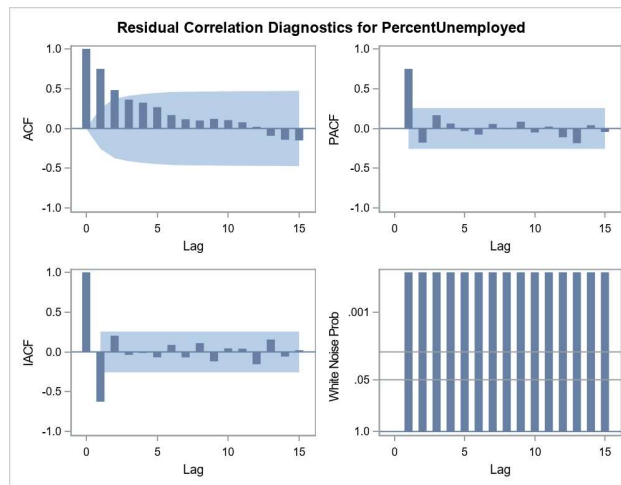 Residual Correlation Diagnostics for PercentUnemployed
ACF
1.0
0.5
0.0
-0.5
-1.0
0 5 10 15
Lag
PACF
1.0
0.5
0.0
-0.5
-1.0
0 5 10 15
Lag
IACF
1.0
0.5
0.0
-0.5
-1.0
0 5 10 15
Lag
White Noise Prob
.001
.05
1.0
0 5 10 15
Lag